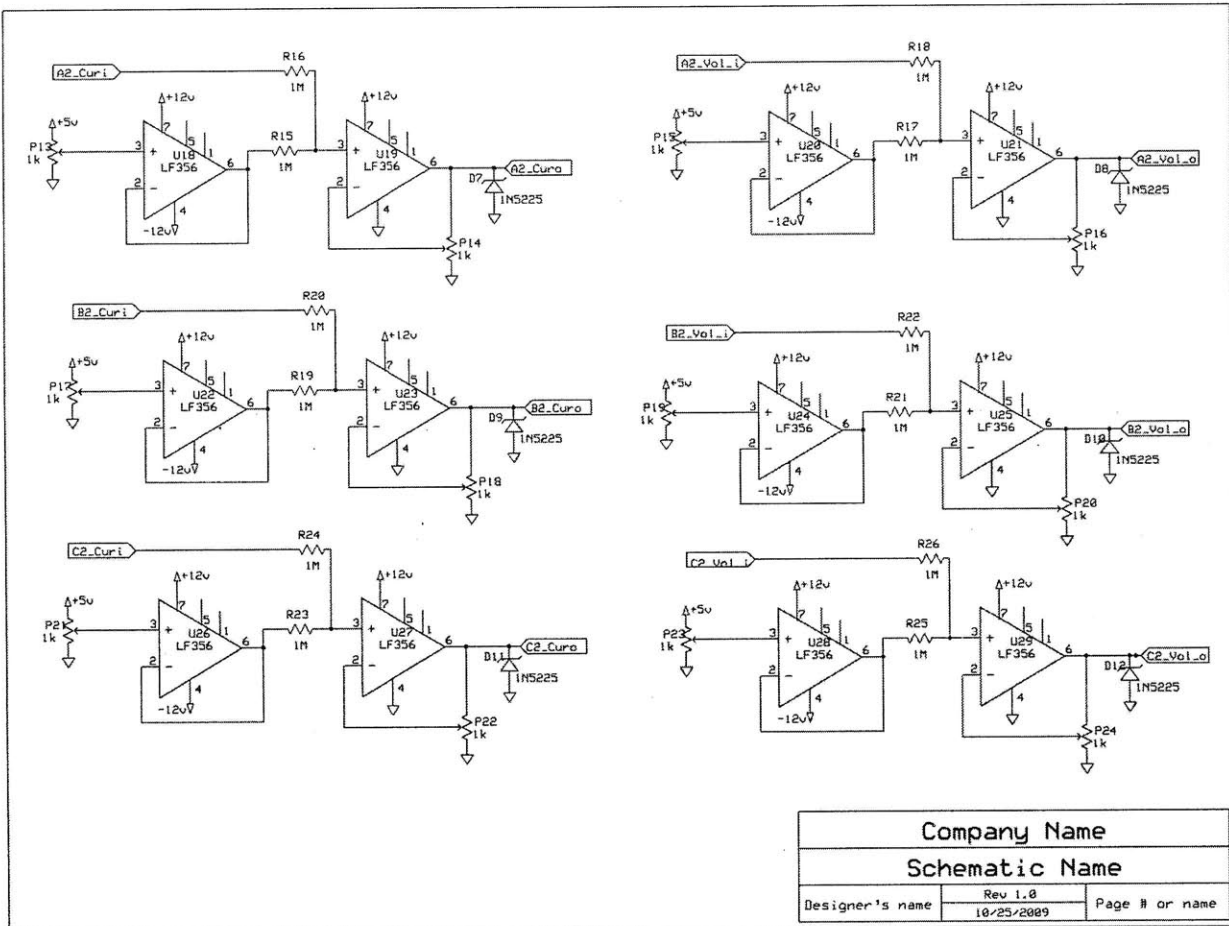 A2_Curi
R16
1M
+12v
+12v
+5v
P13
1k
3
+
7
5
1
U18
LF356
6
2
−
4
-12v
R15
1M
3
+
7
5
1
U19
LF356
6
2
−
4
D7
1N5225
A2_Curo
P14
1k
A2_Vol_i
R18
1M
+12v
+12v
+5v
P15
1k
3
+
7
5
1
U20
LF356
6
2
−
4
-12v
R17
1M
3
+
7
5
1
U21
LF356
6
2
−
4
D8
1N5225
A2_Vol_o
P16
1k
B2_Curi
R20
1M
+12v
+12v
+5v
P17
1k
3
+
7
5
1
U22
LF356
6
2
−
4
-12v
R19
1M
3
+
7
5
1
U23
LF356
6
2
−
4
D9
1N5225
B2_Curo
P18
1k
B2_Vol_i
R22
1M
+12v
+12v
+5v
P19
1k
3
+
7
5
1
U24
LF356
6
2
−
4
-12v
R21
1M
3
+
7
5
1
U25
LF356
6
2
−
4
D10
1N5225
B2_Vol_o
P20
1k
C2_Curi
R24
1M
+12v
+12v
+5v
P21
1k
3
+
7
5
1
U26
LF356
6
2
−
4
-12v
R23
1M
3
+
7
5
1
U27
LF356
6
2
−
4
D11
1N5225
C2_Curo
P22
1k
C2_Vol_i
R26
1M
+12v
+12v
+5v
P23
1k
3
+
7
5
1
U28
LF356
6
2
−
4
-12v
R25
1M
3
+
7
5
1
U29
LF356
6
2
−
4
D12
1N5225
C2_Vol_o
P24
1k
Company Name
Schematic Name
Designer's name
Rev 1.0
10/25/2009
Page # or name